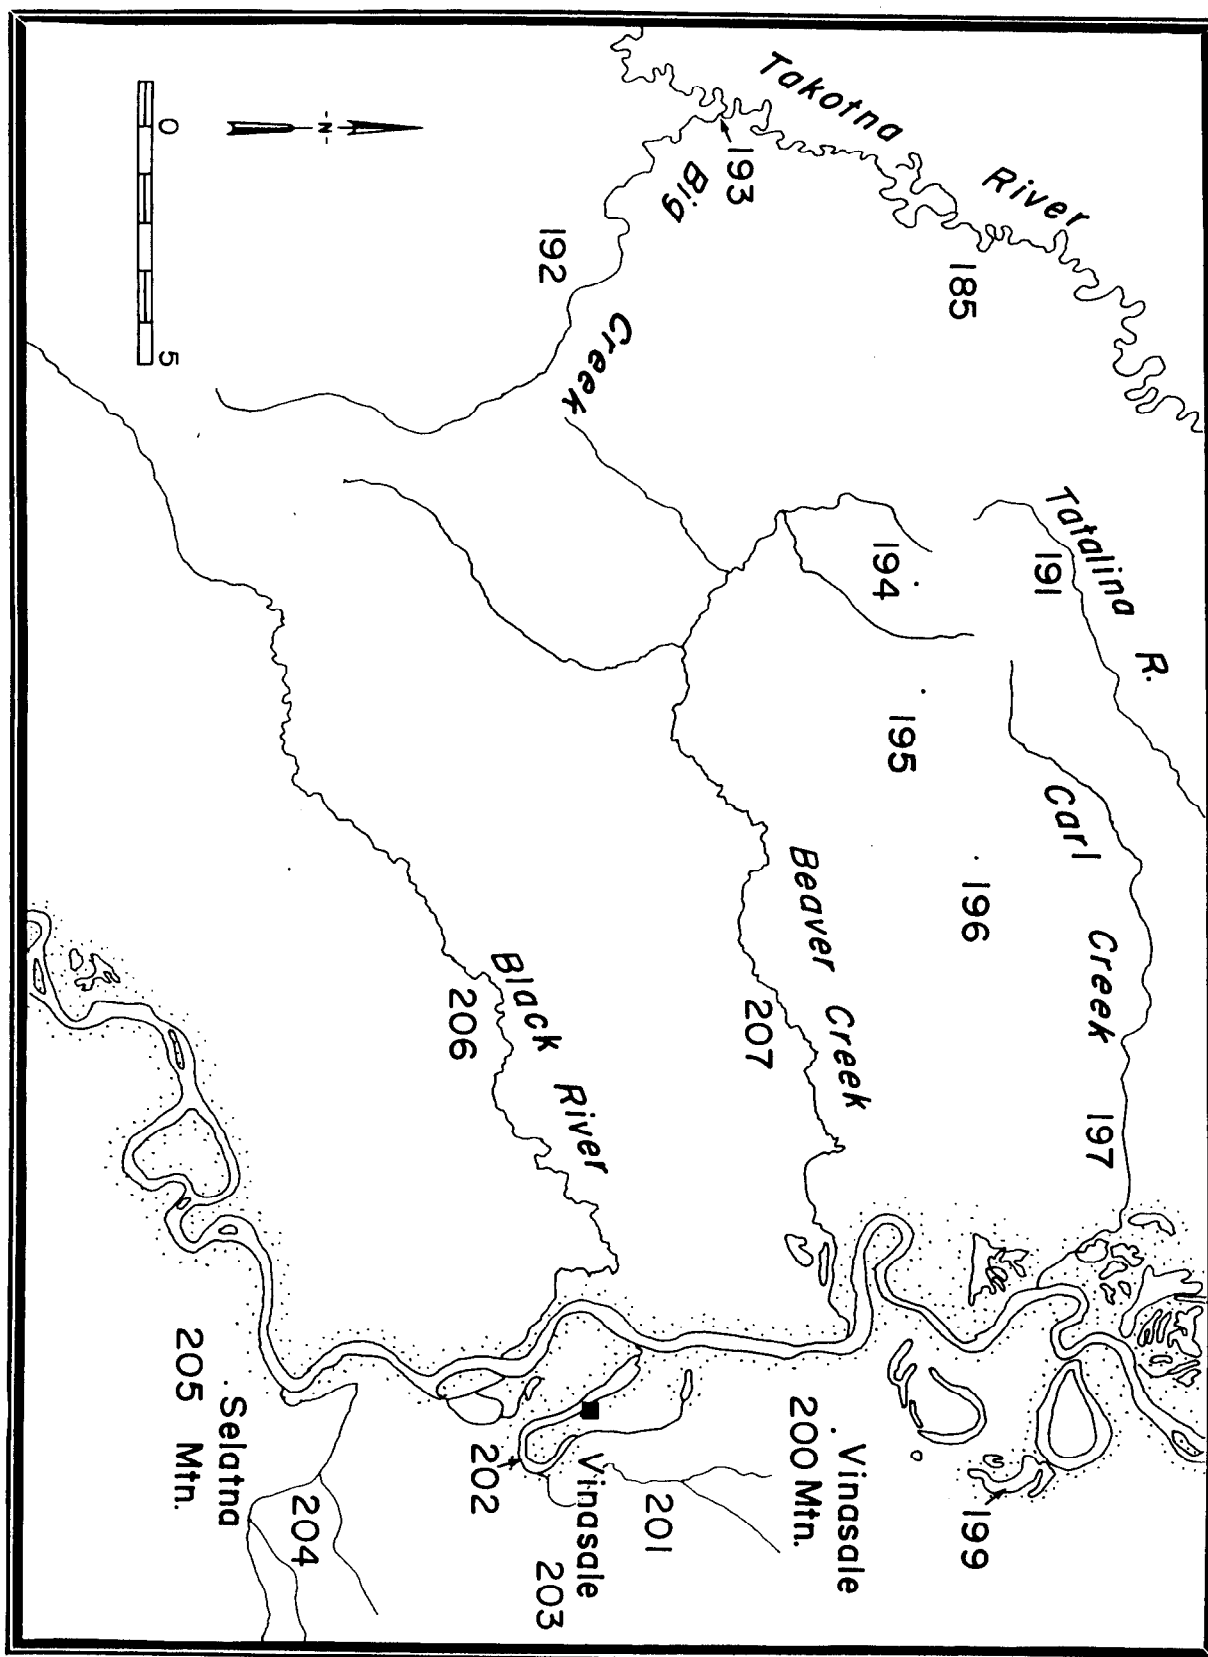 Takotna River
185
193
Big Creek
192
Tatalina R.
191
194
195
196
Carl Creek
197
Beaver Creek
207
Black River
206
199
Vinasale
200 Mtn.
201
Vinasale
202
203
204
Selatna
205 Mtn.
N
0 5